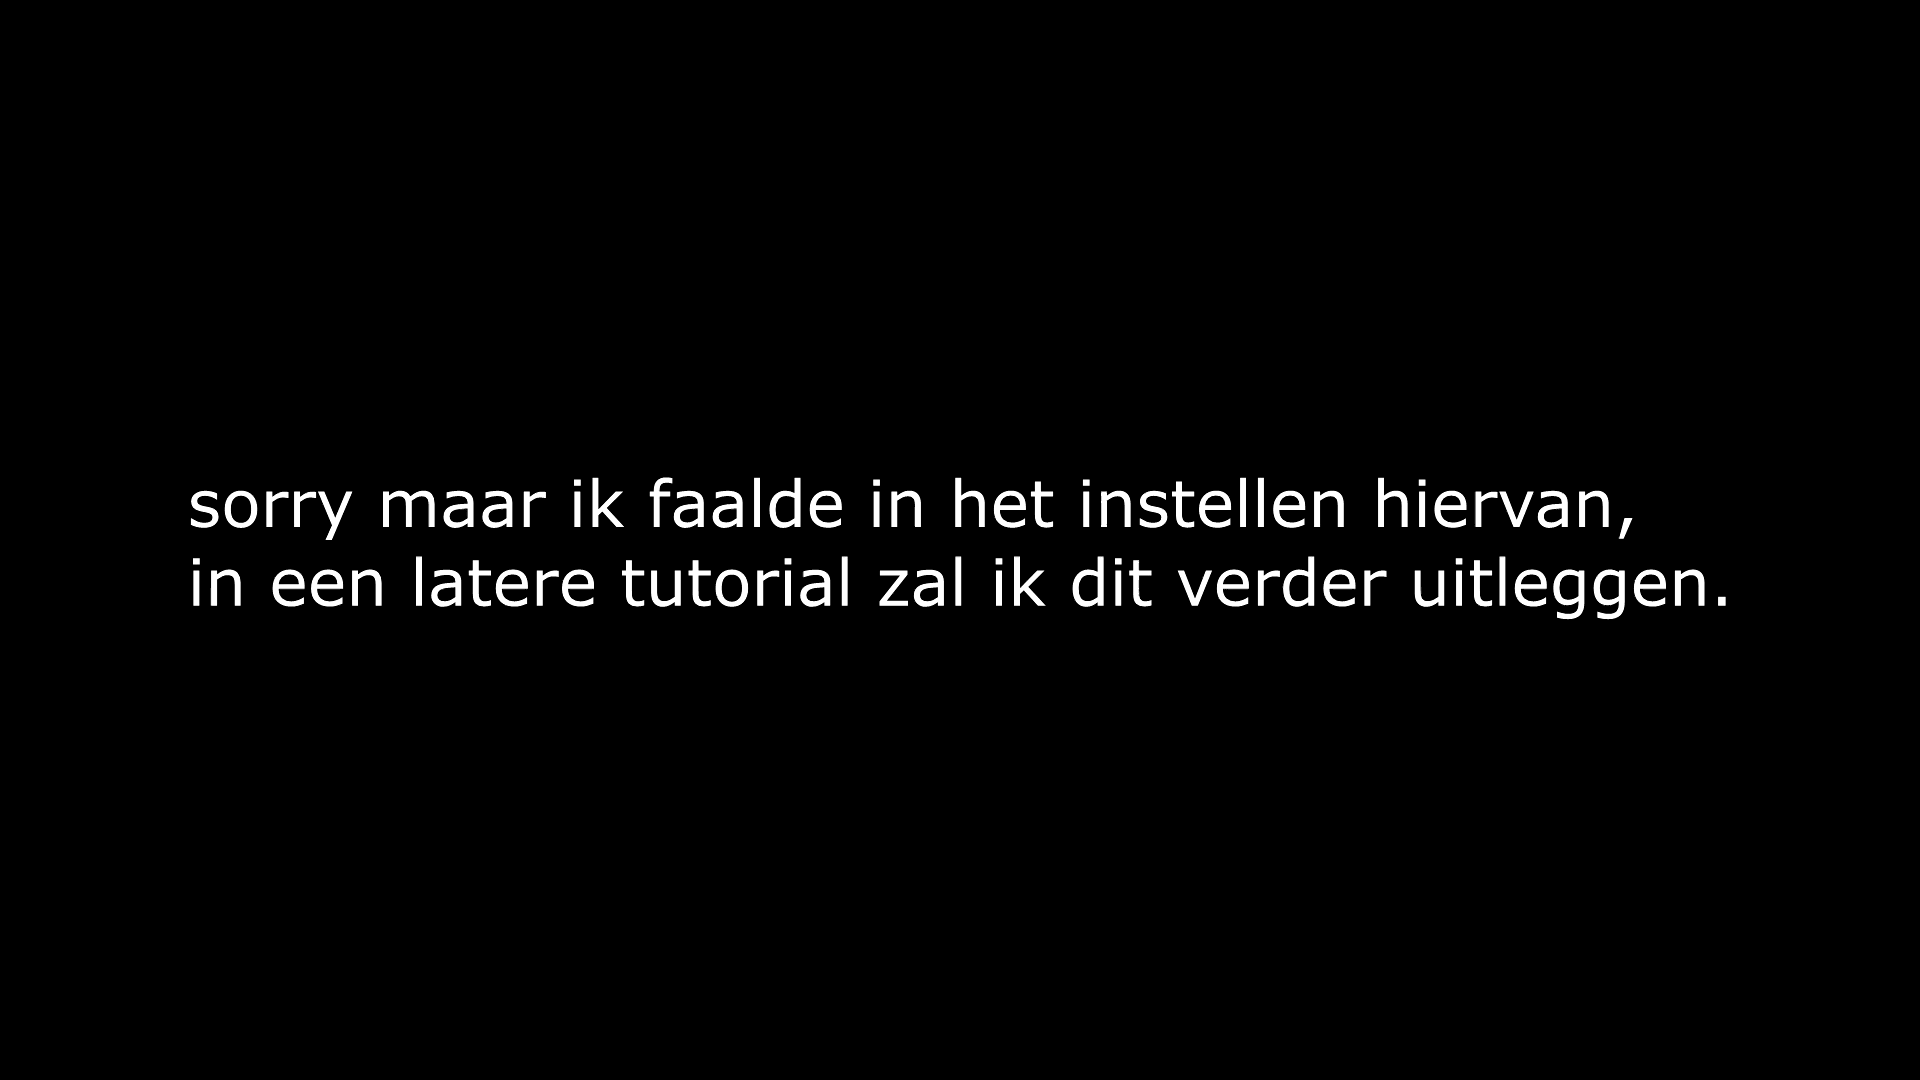 sorry maar ik faalde in het instellen hiervan,
in een latere tutorial zal ik dit verder uitleggen.